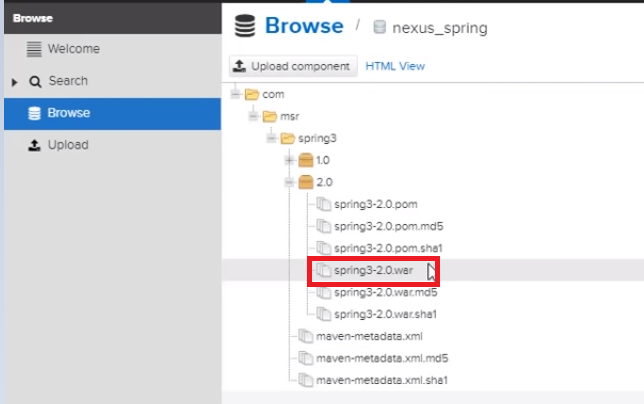 Browse
Welcome
Search
Browse
Upload
Browse / nexus_spring
Upload component HTML View
com
msr
spring3
1.0
2.0
spring3-2.0.pom
spring3-2.0.pom.md5
spring3-2.0.pom.sha1
spring3-2.0.war
spring3-2.0.war.md5
spring3-2.0.war.sha1
maven-metadata.xml
maven-metadata.xml.md5
maven-metadata.xml.sha1